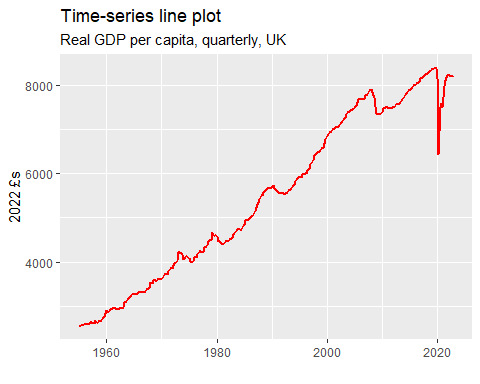 Time-series line plot
Real GDP per capita, quarterly, UK
2022 £s
8000
6000
4000
1960
1980
2000
2020